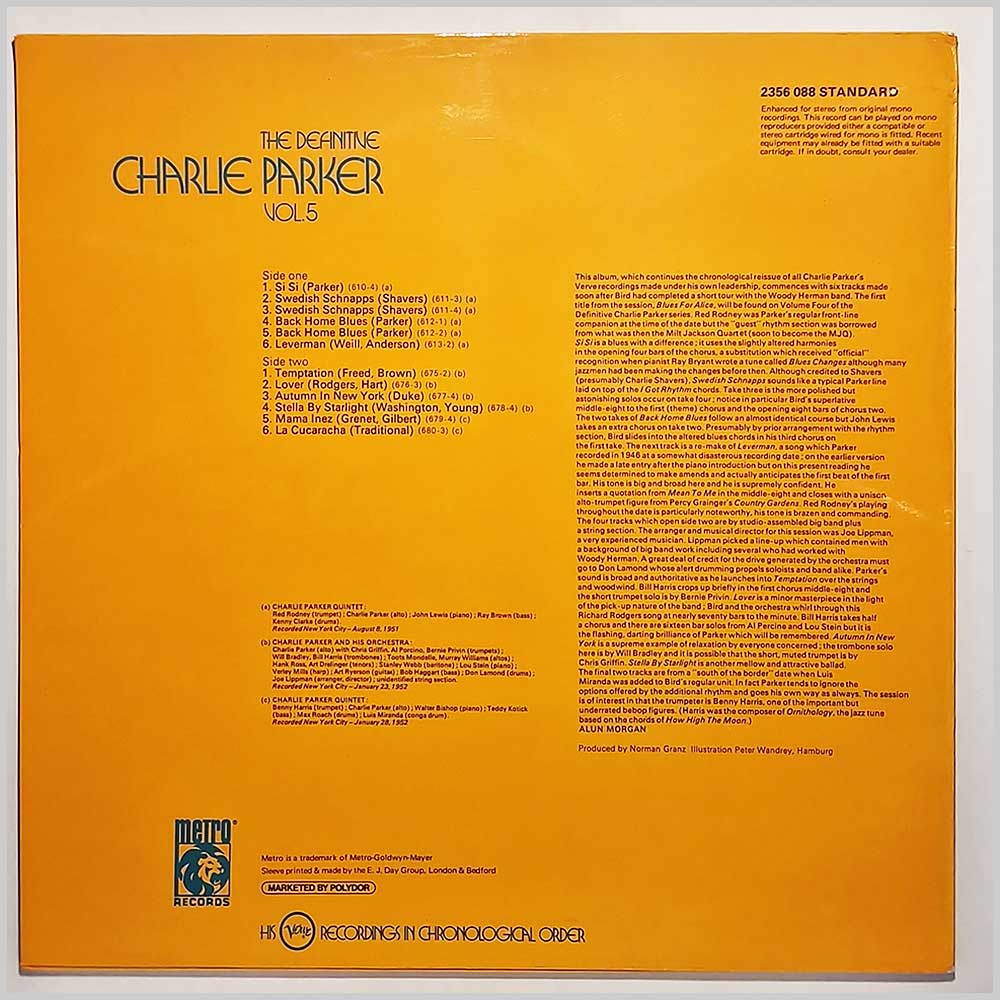 2356 088 STANDARD
Enhanced for stereo from original mono
recordings. This record can be played on mono
reproducers provided either a compatible or
stereo cartridge wired for mono is fitted. Recent
equipment may already be fitted with a suitable
cartridge. If in doubt, consult your dealer.
THE DEFINITIVE
CHARLIE PARKER
VOL.5
Side one
1. Si Si (Parker) (610-4) (a)
2. Swedish Schnapps (Shavers) (611-3) (a)
3. Swedish Schnapps (Shavers) (611-4) (a)
4. Back Home Blues (Parker) (612-1) (a)
5. Back Home Blues (Parker) (612-2) (a)
6. Leverman (Weill, Anderson) (613-2) (a)
Side two
1. Temptation (Freed, Brown) (675-2) (b)
2. Lover (Rodgers, Hart) (676-3) (b)
3. Autumn In New York (Duke) (677-4) (b)
4. Stella By Starlight (Washington, Young) (678-4) (b)
5. Mama Inez (Grenet, Gilbert) (679-4) (c)
6. La Cucaracha (Traditional) (680-3) (c)
(a) CHARLIE PARKER QUINTET:
Red Rodney (trumpet); Charlie Parker (alto); John Lewis (piano); Ray Brown (bass);
Kenny Clarke (drums).
Recorded New York City—August 8, 1951
(b) CHARLIE PARKER AND HIS ORCHESTRA:
Charlie Parker (alto) with Chris Griffin, Al Porcino, Bernie Privin (trumpets);
Will Bradley, Bill Harris (trombones); Toots Mondello, Murray Williams (altos);
Hank Ross, Art Drelinger (tenors); Stanley Webb (baritone); Lou Stein (piano);
Verley Mills (harp); Art Ryerson (guitar); Bob Haggart (bass); Don Lamond (drums);
Joe Lippman (arranger, director); unidentified string section.
Recorded New York City—January 23, 1952
(c) CHARLIE PARKER QUINTET:
Benny Harris (trumpet); Charlie Parker (alto); Walter Bishop (piano); Teddy Kotick
(bass); Max Roach (drums); Luis Miranda (conga drum).
Recorded New York City—January 28, 1952
This album, which continues the chronological reissue of all Charlie Parker's
Verve recordings made under his own leadership, commences with six tracks made
soon after Bird had completed a short tour with the Woody Herman band. The first
title from the session, Blues For Alice, will be found on Volume Four of the
Definitive Charlie Parker series. Red Rodney was Parker's regular front-line
companion at the time of the date but the "guest" rhythm section was borrowed
from what was then the Milt Jackson Quartet (soon to become the MJQ).
Si Si is a blues with a difference; it uses the slightly altered harmonies
in the opening four bars of the chorus, a substitution which received "official"
recognition when pianist Ray Bryant wrote a tune called Blues Changes although many
jazzmen had been making the changes before then. Although credited to Shavers
(presumably Charlie Shavers), Swedish Schnapps sounds like a typical Parker line
laid on top of the I Got Rhythm chords. Take three is the more polished but
astonishing solos occur on take four; notice in particular Bird's superlative
middle-eight to the first (theme) chorus and the opening eight bars of chorus two.
The two takes of Back Home Blues follow an almost identical course but John Lewis
takes an extra chorus on take two. Presumably by prior arrangement with the rhythm
section, Bird slides into the altered blues chords in his third chorus on
the first take. The next track is a re-make of Leverman, a song which Parker
recorded in 1946 at a somewhat disasterous recording date; on the earlier version
he made a late entry after the piano introduction but on this present reading he
seems determined to make amends and actually anticipates the first beat of the first
bar. His tone is big and broad here and he is supremely confident. He
inserts a quotation from Mean To Me in the middle-eight and closes with a unison
alto-trumpet figure from Percy Grainger's Country Gardens. Red Rodney's playing
throughout the date is particularly noteworthy, his tone is brazen and commanding.
The four tracks which open side two are by studio-assembled big band plus
a string section. The arranger and musical director for this session was Joe Lippman,
a very experienced musician. Lippman picked a line-up which contained men with
a background of big band work including several who had worked with
Woody Herman. A great deal of credit for the drive generated by the orchestra must
go to Don Lamond whose alert drumming propels soloists and band alike. Parker's
sound is broad and authoritative as he launches into Temptation over the strings
and woodwind. Bill Harris crops up briefly in the first chorus middle-eight and
the short trumpet solo is by Bernie Privin. Lover is a minor masterpiece in the light
of the pick-up nature of the band; Bird and the orchestra whirl through this
Richard Rodgers song at nearly seventy bars to the minute. Bill Harris takes half
a chorus and there are sixteen bar solos from Al Percino and Lou Stein but it is
the flashing, darting brilliance of Parker which will be remembered. Autumn In New
York is a supreme example of relaxation by everyone concerned; the trombone solo
here is by Will Bradley and it is possible that the short, muted trumpet is by
Chris Griffin. Stella By Starlight is another mellow and attractive ballad.
The final two tracks are from a "south of the border" date when Luis
Miranda was added to Bird's regular unit. In fact Parker tends to ignore the
options offered by the additional rhythm and goes his own way as always. The session
is of interest in that the trumpeter is Benny Harris, one of the important but
underrated bebop figures. (Harris was the composer of Ornithology, the jazz tune
based on the chords of How High The Moon.)
ALUN MORGAN
Produced by Norman Granz Illustration Peter Wandrey, Hamburg
METRO®
RECORDS
Metro is a trademark of Metro-Goldwyn-Mayer
Sleeve printed & made by the E. J. Day Group, London & Bedford
MARKETED BY POLYDOR
HIS Verve RECORDINGS IN CHRONOLOGICAL ORDER